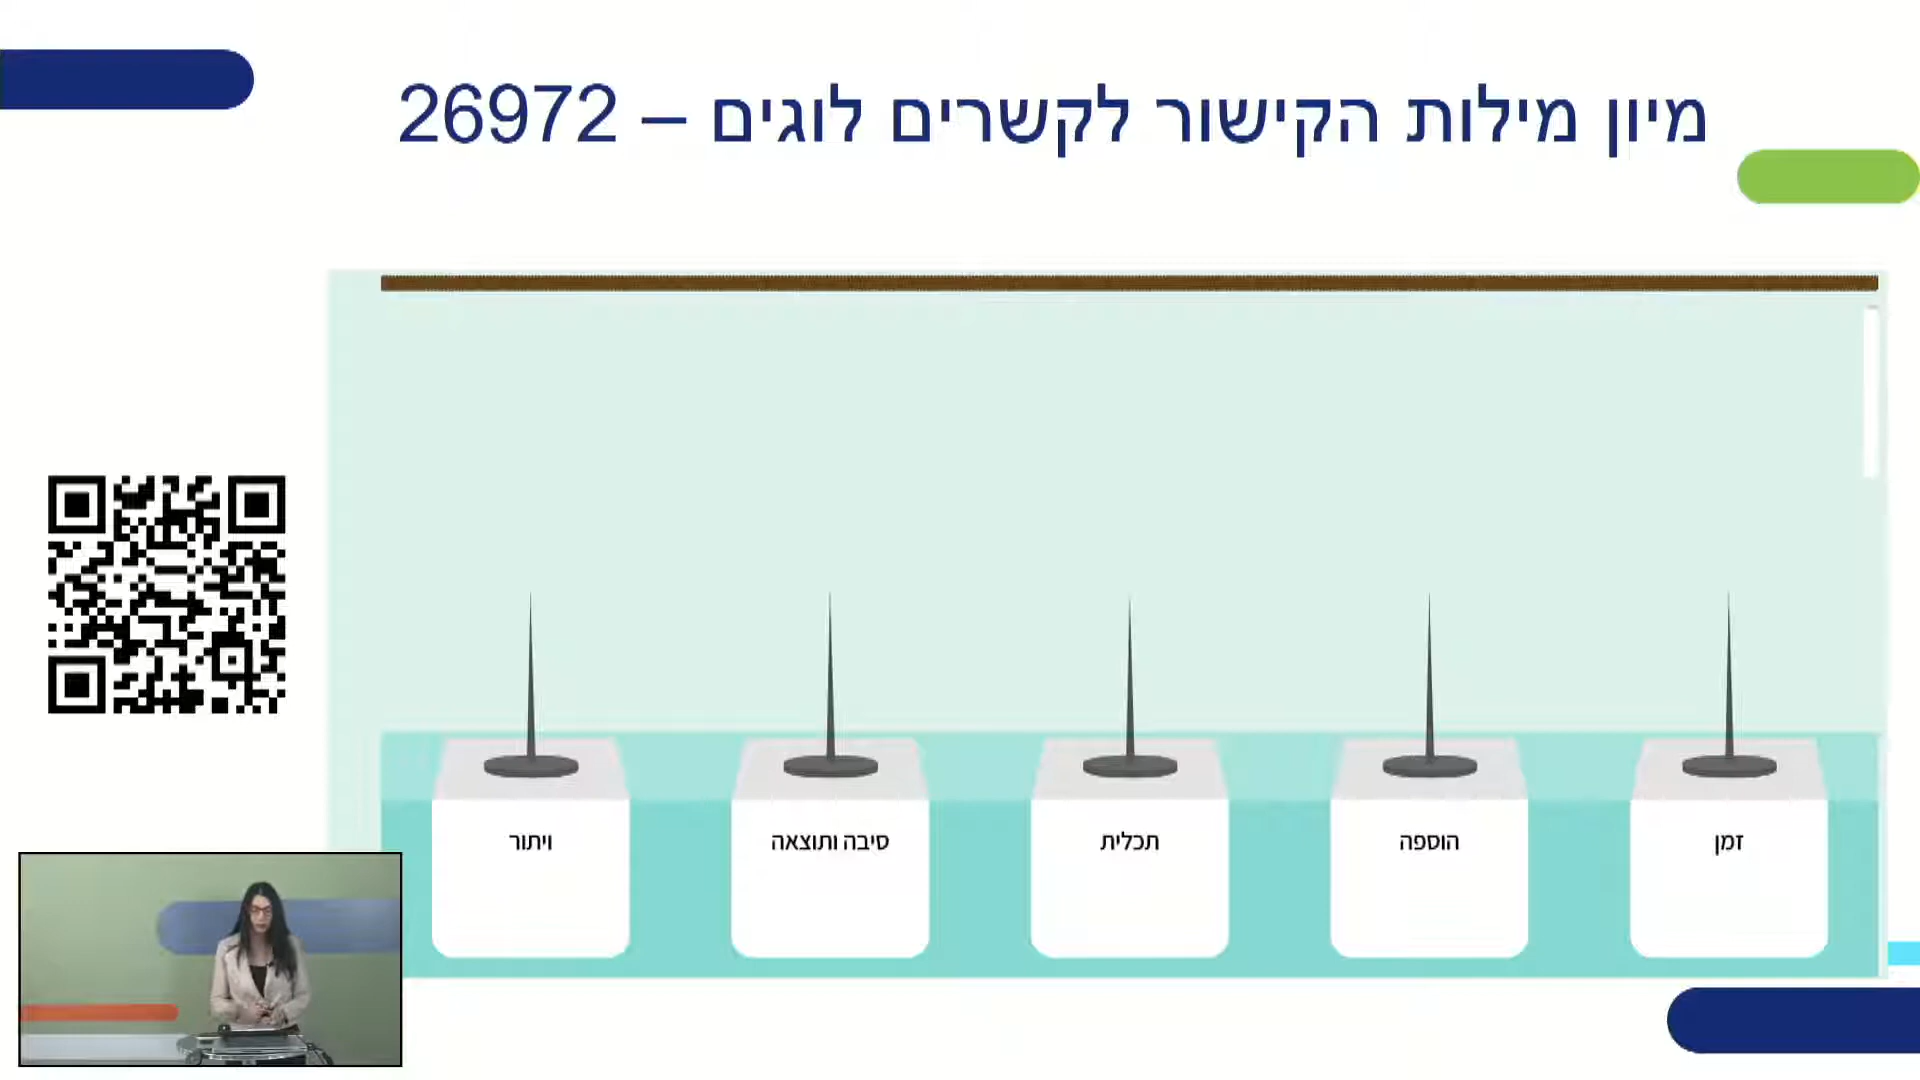 מיון מילות הקישור לקשרים לוגים – 26972
זמן
הוספה
תכלית
סיבה ותוצאה
ויתור